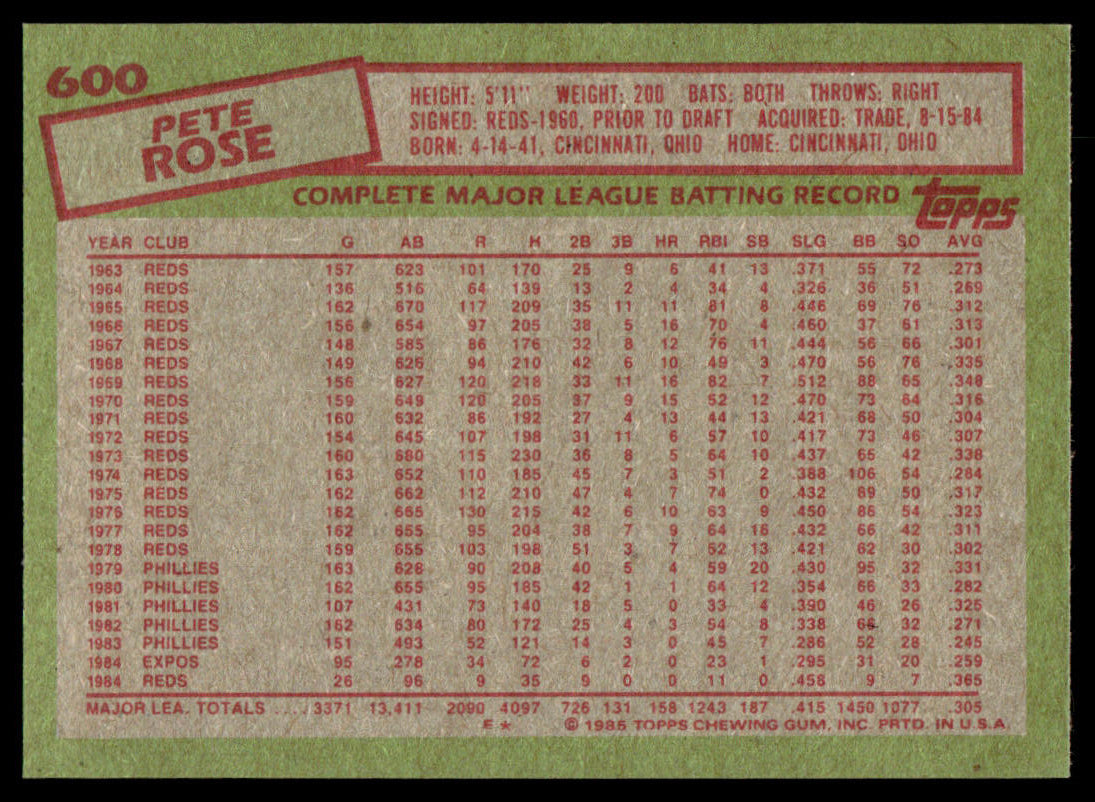 600
PETE
ROSE
HEIGHT: 5'11" WEIGHT: 200 BATS: BOTH THROWS: RIGHT
SIGNED: REDS-1960, PRIOR TO DRAFT ACQUIRED: TRADE, 8-15-84
BORN: 4-14-41, CINCINNATI, OHIO HOME: CINCINNATI, OHIO
COMPLETE MAJOR LEAGUE BATTING RECORD
topps
YEAR CLUB G AB R H 2B 3B HR RBI SB SLG BB SO AVG
1963 REDS 157 623 101 170 25 9 6 41 13 .371 55 72 .273
1964 REDS 136 516 64 139 13 2 4 34 4 .326 36 51 .269
1965 REDS 162 670 117 209 35 11 11 81 8 .446 69 76 .312
1966 REDS 156 654 97 205 38 5 16 70 4 .460 37 61 .313
1967 REDS 148 585 86 176 32 8 12 76 11 .444 56 66 .301
1968 REDS 149 626 94 210 42 6 10 49 3 .470 56 76 .335
1969 REDS 156 627 120 218 33 11 16 82 7 .512 88 65 .348
1970 REDS 159 649 120 205 37 9 15 52 12 .470 73 64 .316
1971 REDS 160 632 86 192 27 4 13 44 13 .421 68 50 .304
1972 REDS 154 645 107 198 31 11 6 57 10 .417 73 46 .307
1973 REDS 160 680 115 230 36 8 5 64 10 .437 65 42 .338
1974 REDS 163 652 110 185 45 7 3 51 2 .388 106 54 .284
1975 REDS 162 662 112 210 47 4 7 74 0 .432 89 50 .317
1976 REDS 162 665 130 215 42 6 10 63 9 .450 86 54 .323
1977 REDS 162 655 95 204 38 7 9 64 16 .432 66 42 .311
1978 REDS 159 655 103 198 51 3 7 52 13 .421 62 30 .302
1979 PHILLIES 163 628 90 208 40 5 4 59 20 .430 95 32 .331
1980 PHILLIES 162 655 95 185 42 1 1 64 12 .354 66 33 .282
1981 PHILLIES 107 431 73 140 18 5 0 33 4 .390 46 26 .325
1982 PHILLIES 162 634 80 172 25 4 3 54 8 .338 66 32 .271
1983 PHILLIES 151 493 52 121 14 3 0 45 7 .286 52 28 .245
1984 EXPOS 95 278 34 72 6 2 0 23 1 .295 31 20 .259
1984 REDS 26 96 9 35 9 0 0 11 0 .458 9 7 .365
MAJOR LEA. TOTALS .... 3371 13,411 2090 4097 726 131 158 1243 187 .415 1450 1077 .305
E * © 1985 TOPPS CHEWING GUM, INC. PRTD. IN U.S.A.